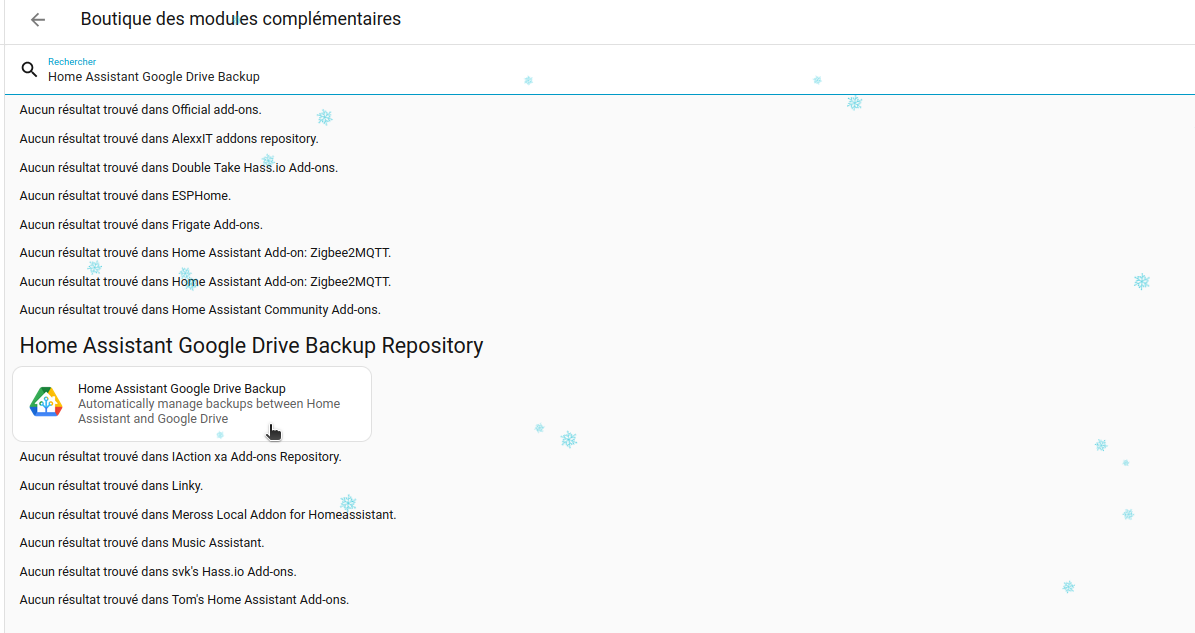 Boutique des modules complémentaires
Rechercher
Home Assistant Google Drive Backup
Aucun résultat trouvé dans Official add-ons.
Aucun résultat trouvé dans AlexxIT addons repository.
Aucun résultat trouvé dans Double Take Hass.io Add-ons.
Aucun résultat trouvé dans ESPHome.
Aucun résultat trouvé dans Frigate Add-ons.
Aucun résultat trouvé dans Home Assistant Add-on: Zigbee2MQTT.
Aucun résultat trouvé dans Home Assistant Add-on: Zigbee2MQTT.
Aucun résultat trouvé dans Home Assistant Community Add-ons.
Home Assistant Google Drive Backup Repository
Home Assistant Google Drive Backup
Automatically manage backups between Home
Assistant and Google Drive
Aucun résultat trouvé dans IAction xa Add-ons Repository.
Aucun résultat trouvé dans Linky.
Aucun résultat trouvé dans Meross Local Addon for Homeassistant.
Aucun résultat trouvé dans Music Assistant.
Aucun résultat trouvé dans svk's Hass.io Add-ons.
Aucun résultat trouvé dans Tom's Home Assistant Add-ons.